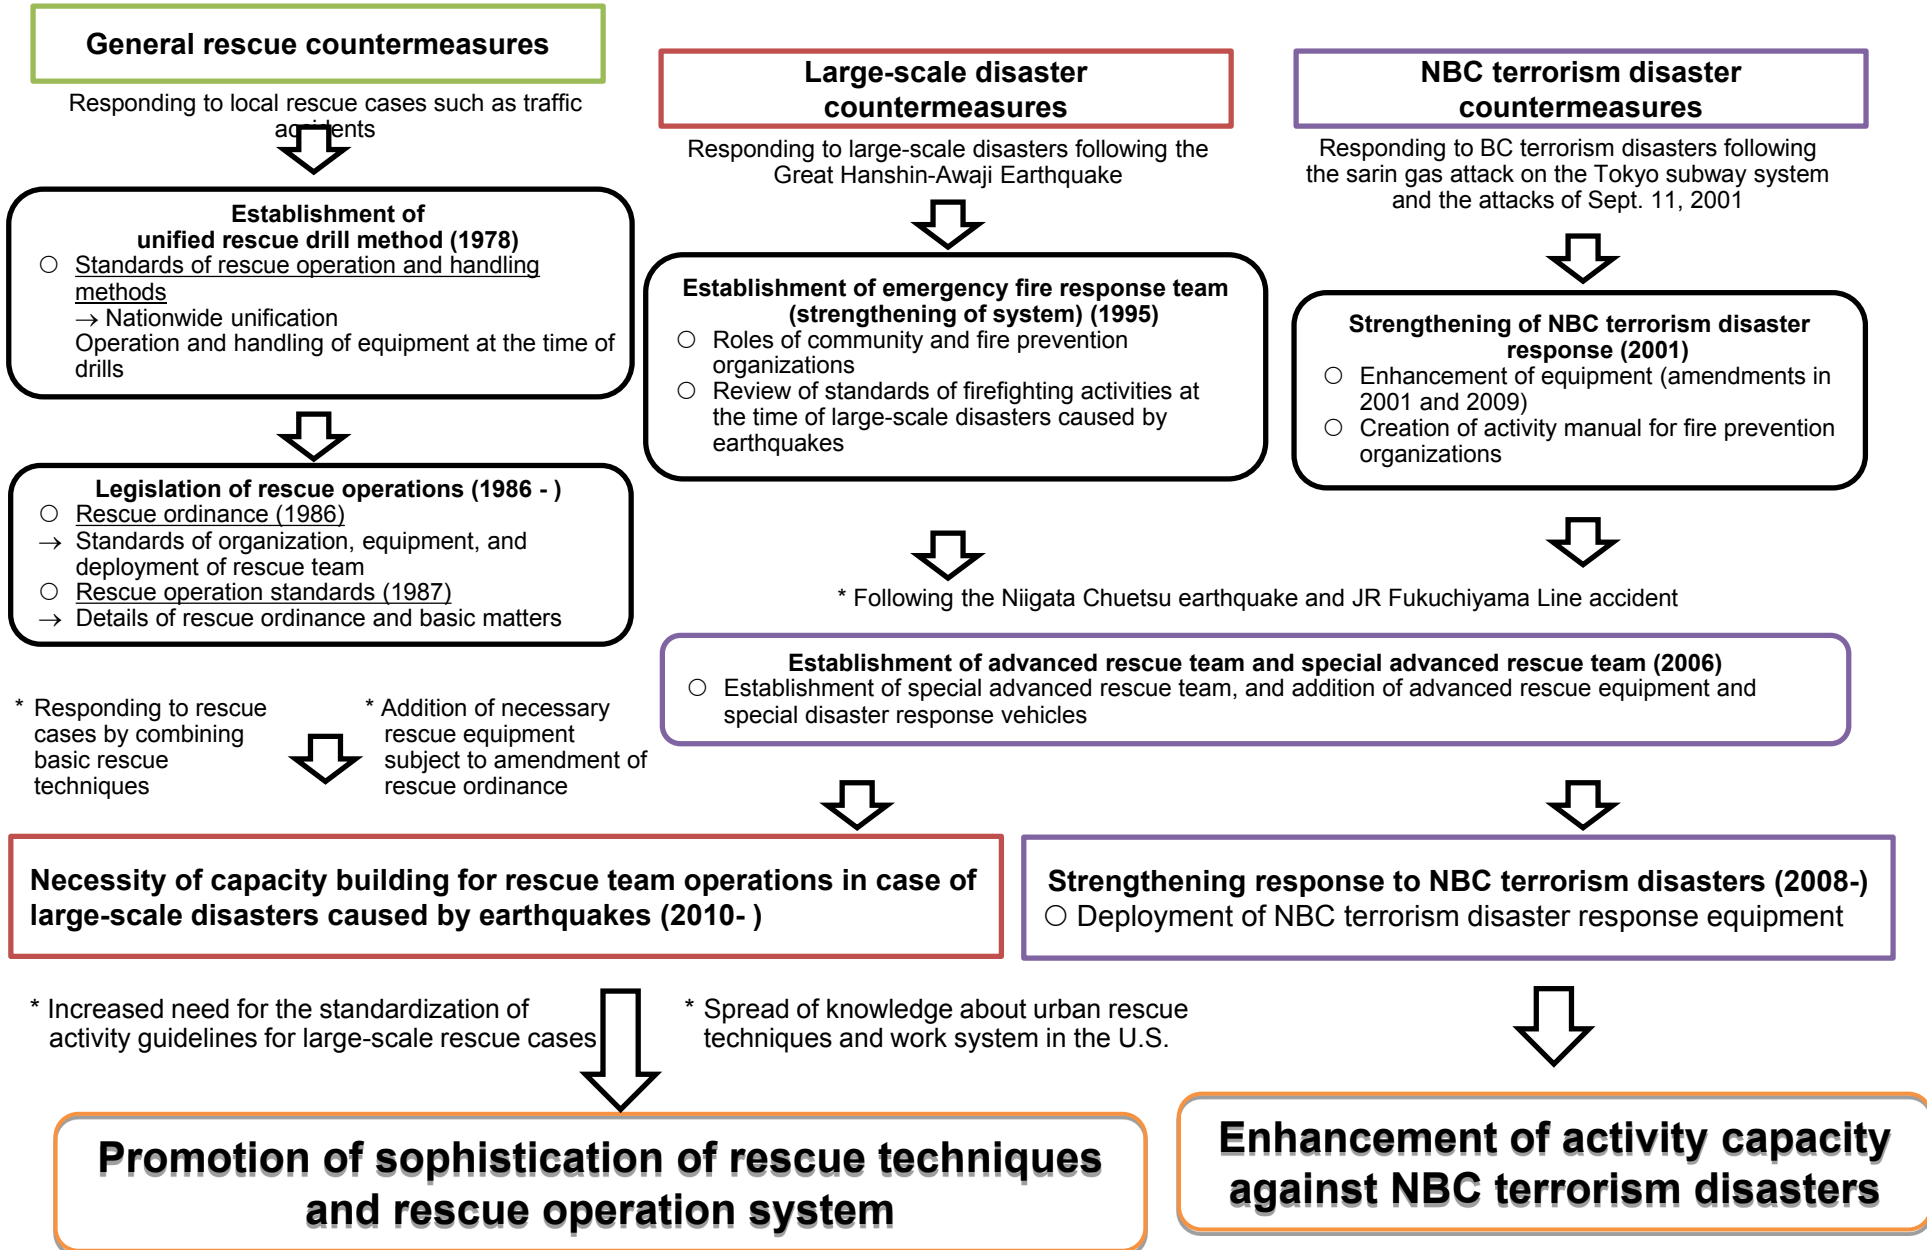 General rescue countermeasures
Responding to local rescue cases such as traffic
accidents
Establishment of
unified rescue drill method (1978)
○ Standards of rescue operation and handling
methods
→ Nationwide unification
Operation and handling of equipment at the time of
drills
Legislation of rescue operations (1986 - )
○ Rescue ordinance (1986)
→ Standards of organization, equipment, and
deployment of rescue team
○ Rescue operation standards (1987)
→ Details of rescue ordinance and basic matters
* Responding to rescue
cases by combining
basic rescue
techniques
* Addition of necessary
rescue equipment
subject to amendment of
rescue ordinance
Large-scale disaster
countermeasures
Responding to large-scale disasters following the
Great Hanshin-Awaji Earthquake
Establishment of emergency fire response team
(strengthening of system) (1995)
○ Roles of community and fire prevention
organizations
○ Review of standards of firefighting activities at
the time of large-scale disasters caused by
earthquakes
NBC terrorism disaster
countermeasures
Responding to BC terrorism disasters following
the sarin gas attack on the Tokyo subway system
and the attacks of Sept. 11, 2001
Strengthening of NBC terrorism disaster
response (2001)
○ Enhancement of equipment (amendments in
2001 and 2009)
○ Creation of activity manual for fire prevention
organizations
* Following the Niigata Chuetsu earthquake and JR Fukuchiyama Line accident
Establishment of advanced rescue team and special advanced rescue team (2006)
○ Establishment of special advanced rescue team, and addition of advanced rescue equipment and
special disaster response vehicles
Necessity of capacity building for rescue team operations in case of
large-scale disasters caused by earthquakes (2010- )
Strengthening response to NBC terrorism disasters (2008-)
○ Deployment of NBC terrorism disaster response equipment
* Increased need for the standardization of
activity guidelines for large-scale rescue cases
* Spread of knowledge about urban rescue
techniques and work system in the U.S.
Promotion of sophistication of rescue techniques
and rescue operation system
Enhancement of activity capacity
against NBC terrorism disasters